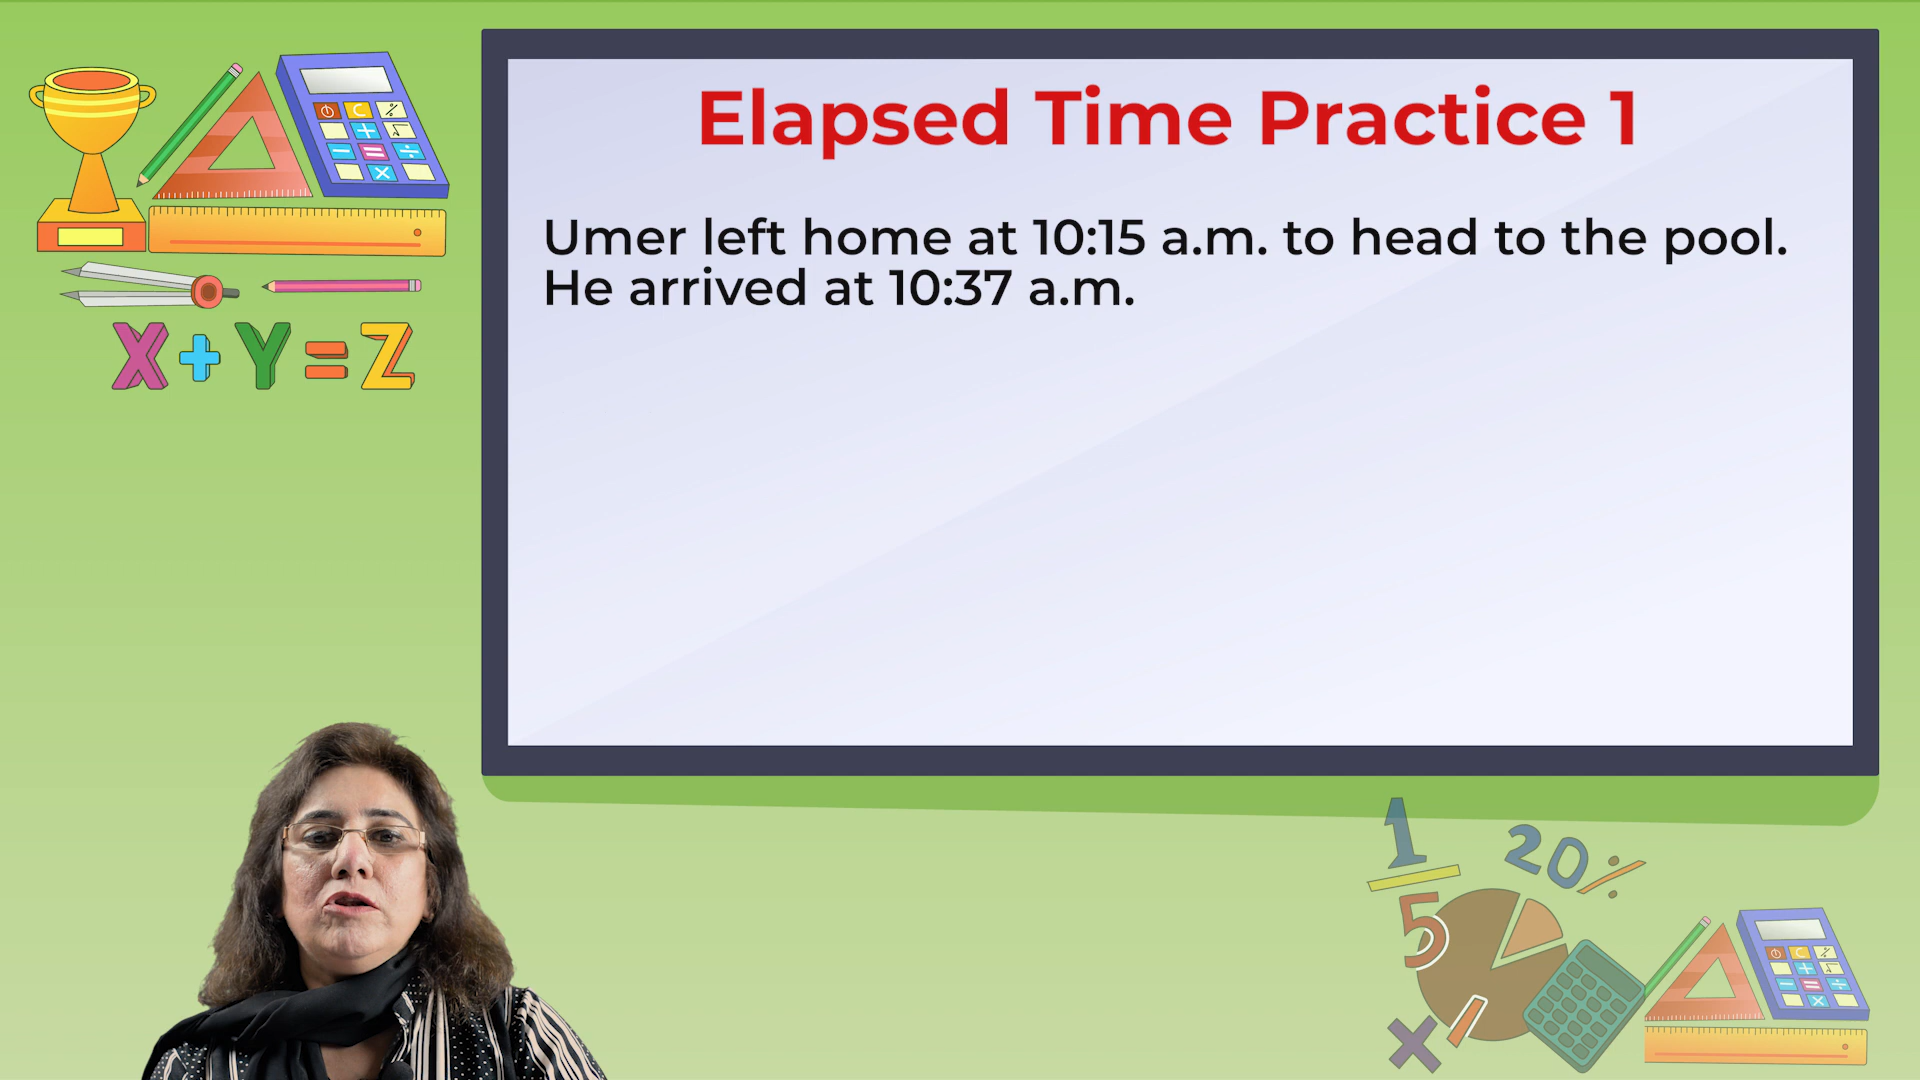 Elapsed Time Practice 1
Umer left home at 10:15 a.m. to head to the pool.
He arrived at 10:37 a.m.
X + Y = Z
1
5
20%